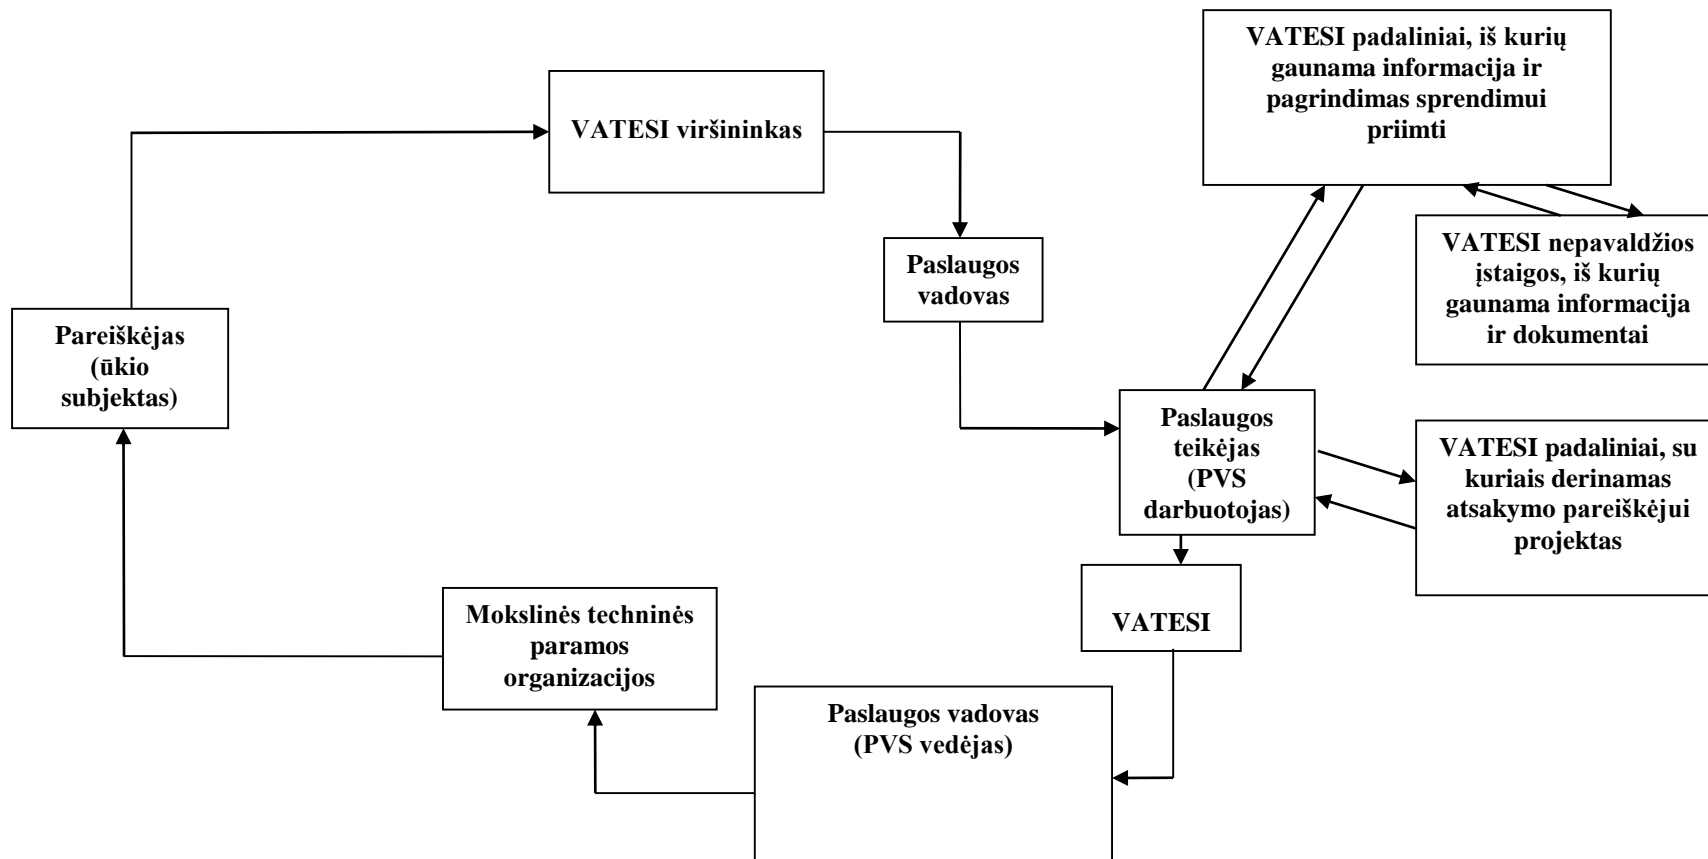 VATESI padaliniai, iš kurių
gaunama informacija ir
pagrindimas sprendimui
priimti
VATESI viršininkas
Paslaugos
vadovas
VATESI nepavaldžios
įstaigos, iš kurių
gaunama informacija
ir dokumentai
Pareiškėjas
(ūkio
subjektas)
Paslaugos
teikėjas
(PVS
darbuotojas)
VATESI padaliniai, su
kuriais derinamas
atsakymo pareiškėjui
projektas
VATESI
Mokslinės techninės
paramos
organizacijos
Paslaugos vadovas
(PVS vedėjas)